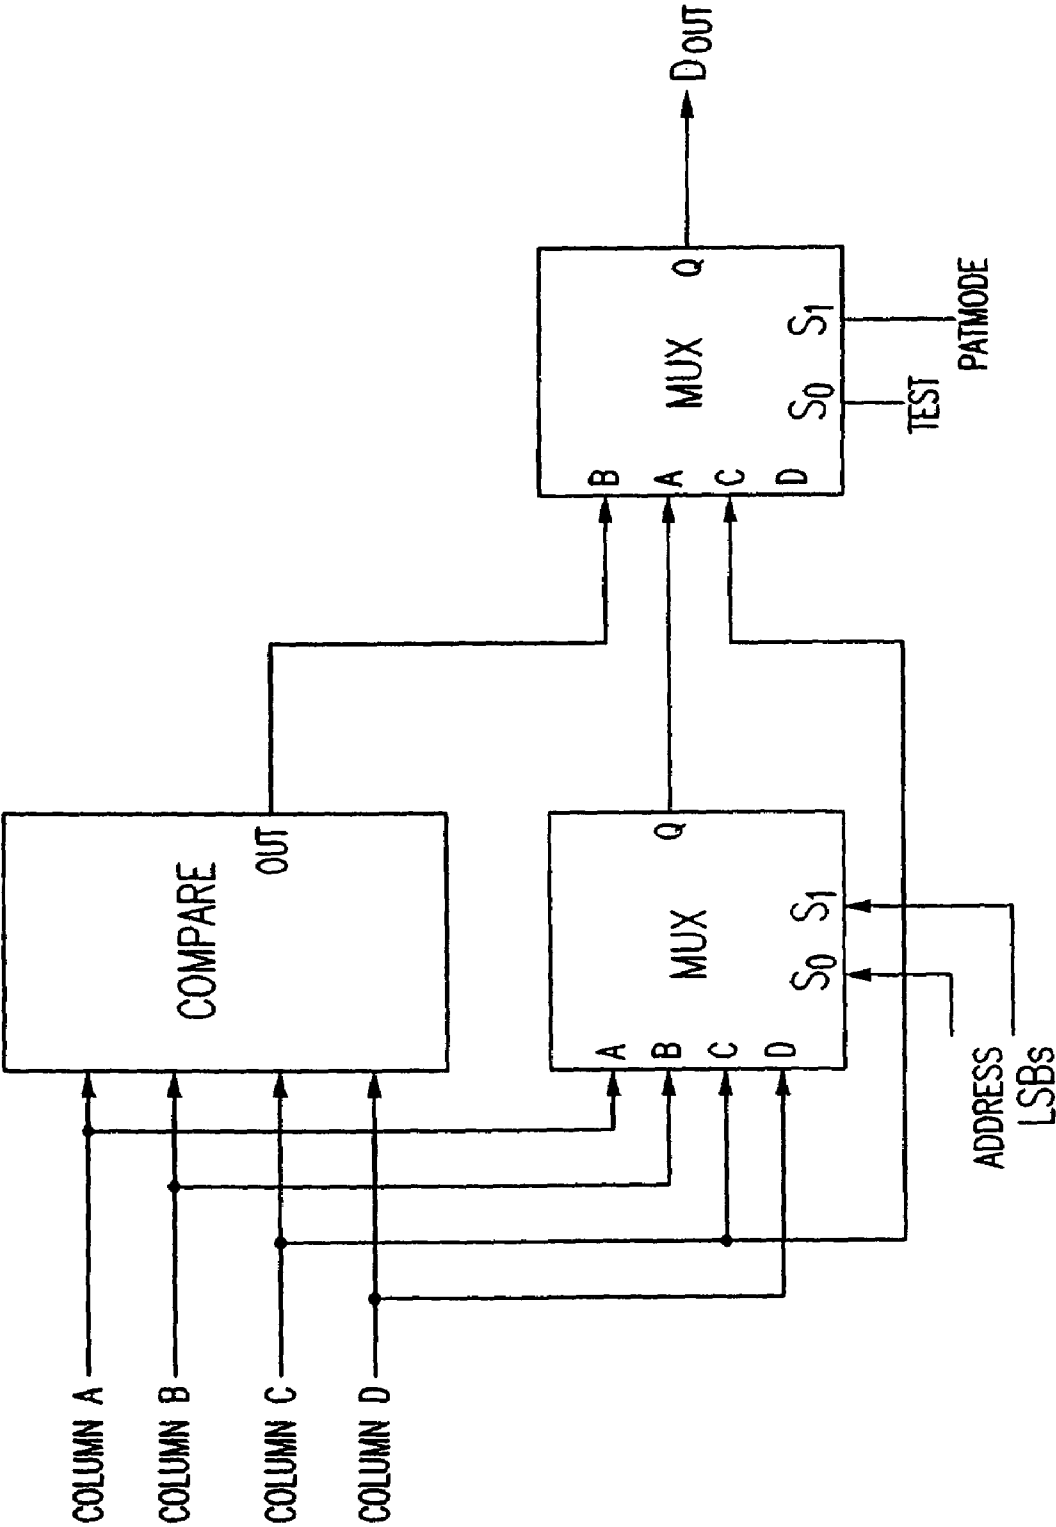 COLUMN A
COLUMN B
COLUMN C
COLUMN D
COMPARE
OUT
A
B
C
D
MUX
Q
S0
S1
ADDRESS
LSBs
B
A
C
D
MUX
Q
S0
S1
TEST
PATMODE
DOUT